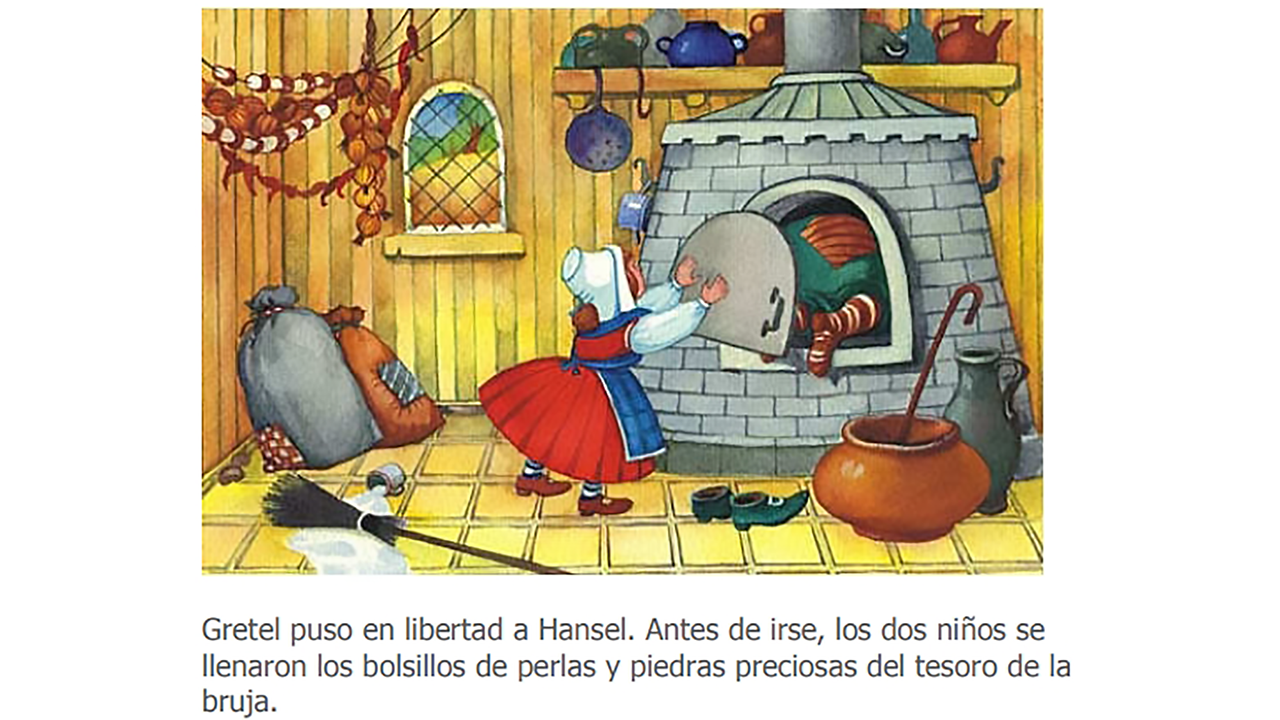 Gretel puso en libertad a Hansel. Antes de irse, los dos niños se
llenaron los bolsillos de perlas y piedras preciosas del tesoro de la
bruja.